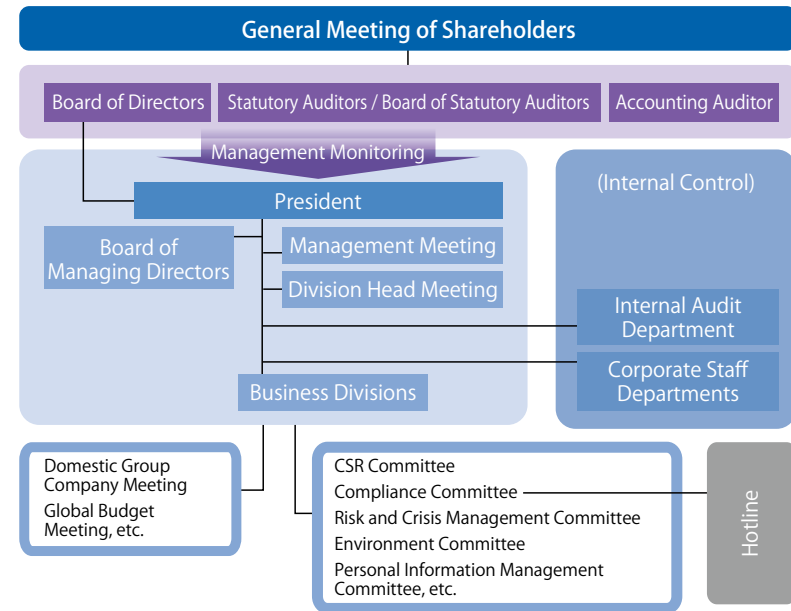 General Meeting of Shareholders
Board of Directors
Statutory Auditors / Board of Statutory Auditors
Accounting Auditor
Management Monitoring
President
(Internal Control)
Board of
Managing Directors
Management Meeting
Division Head Meeting
Internal Audit
Department
Corporate Staff
Departments
Business Divisions
Domestic Group
Company Meeting
Global Budget
Meeting, etc.
CSR Committee
Compliance Committee
Risk and Crisis Management Committee
Environment Committee
Personal Information Management
Committee, etc.
Hotline